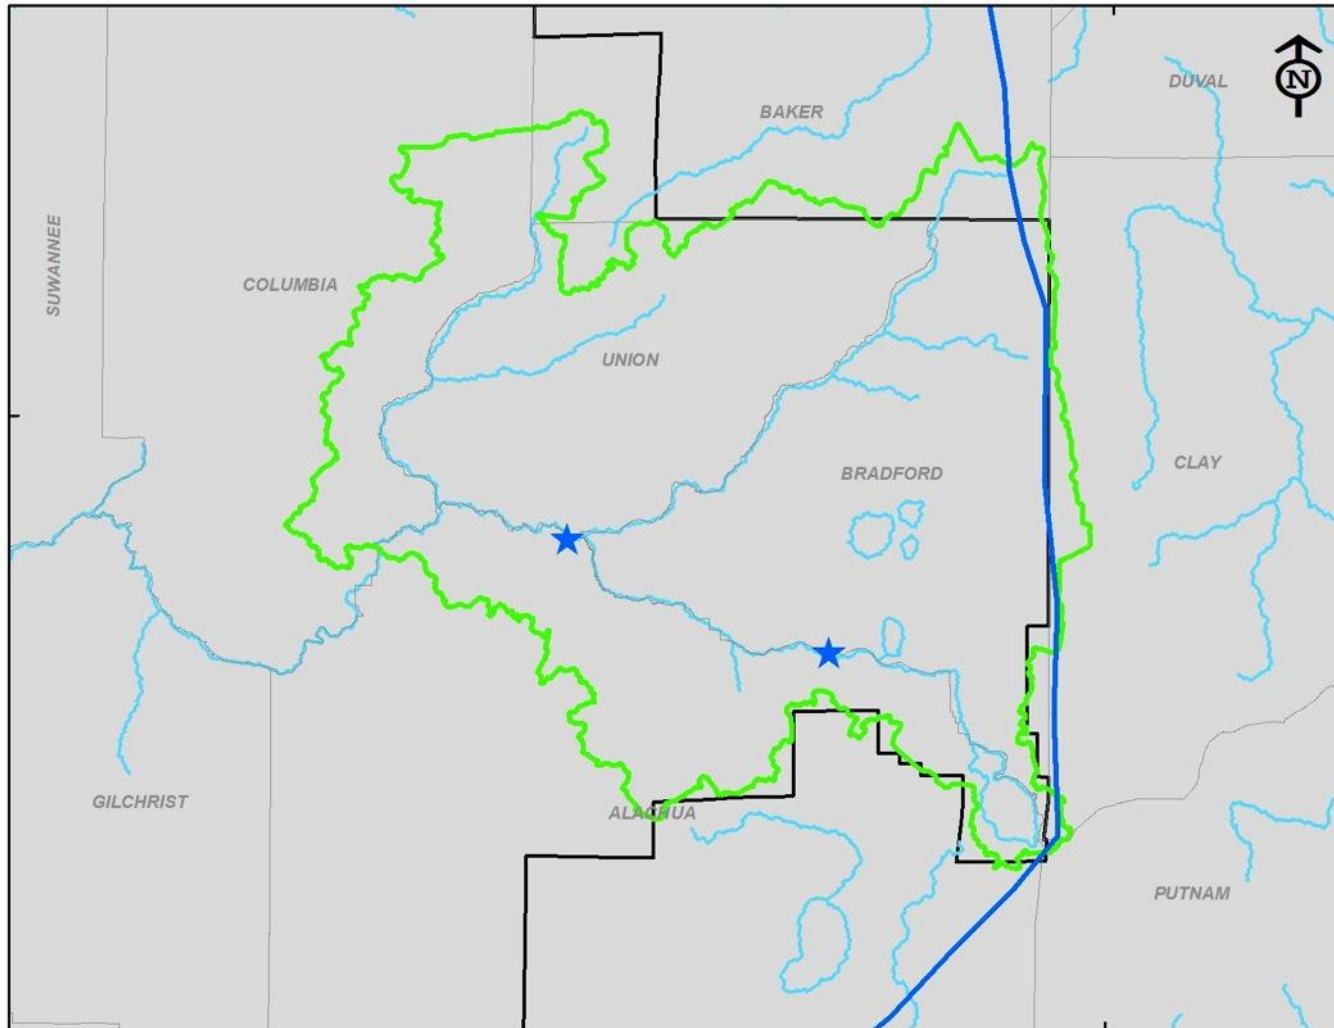 DUVAL
N
BAKER
SUWANNEE
COLUMBIA
UNION
CLAY
BRADFORD
GILCHRIST
ALACHUA
PUTNAM